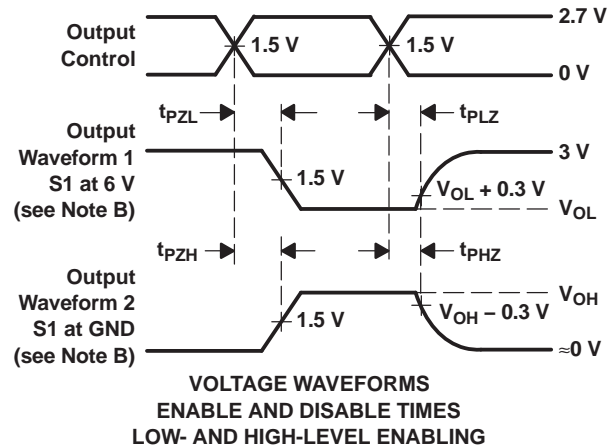 Output
Control
1.5 V
1.5 V
2.7 V
0 V
tPZL
tPLZ
Output
Waveform 1
S1 at 6 V
(see Note B)
1.5 V
3 V
VOL + 0.3 V
VOL
tPZH
tPHZ
Output
Waveform 2
S1 at GND
(see Note B)
1.5 V
VOH
VOH − 0.3 V
≈0 V
VOLTAGE WAVEFORMS
ENABLE AND DISABLE TIMES
LOW- AND HIGH-LEVEL ENABLING